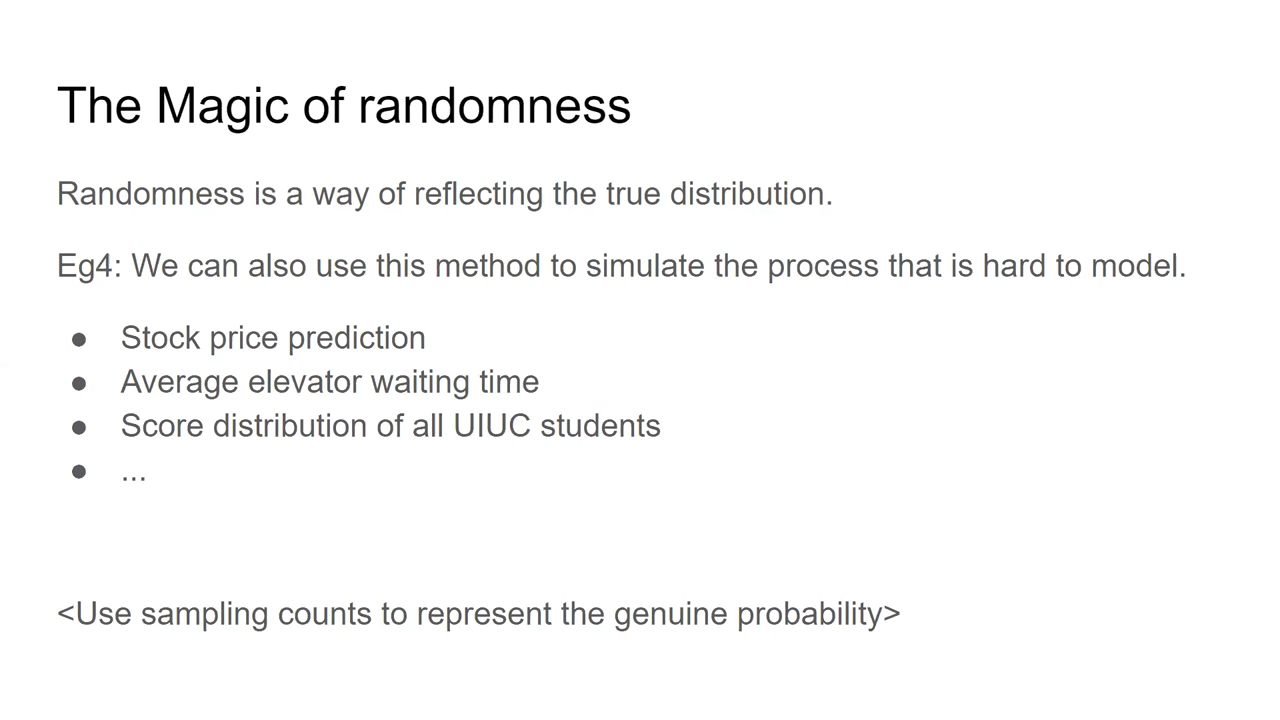 The Magic of randomness
Randomness is a way of reflecting the true distribution.
Eg4: We can also use this method to simulate the process that is hard to model.
● Stock price prediction
● Average elevator waiting time
● Score distribution of all UIUC students
● ...
<Use sampling counts to represent the genuine probability>